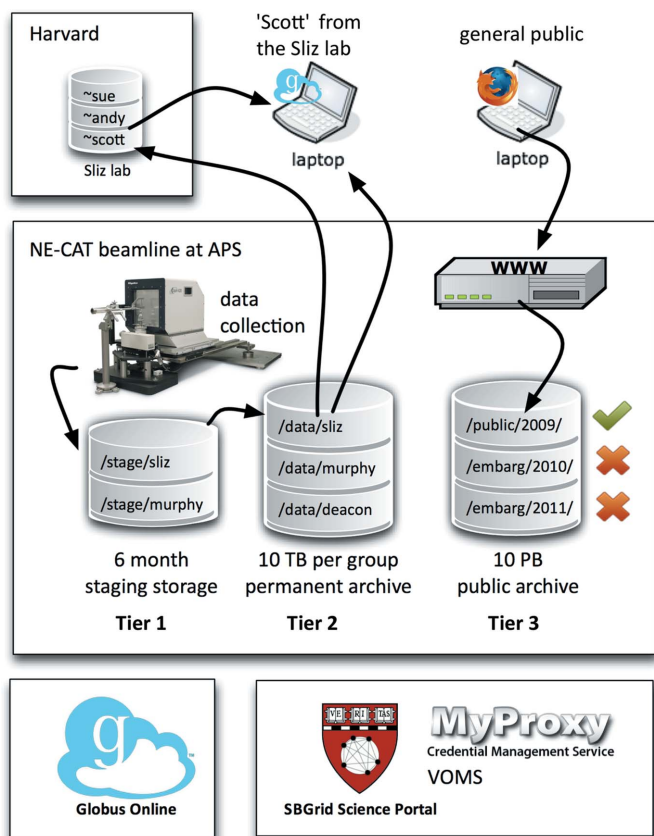 Harvard
~sue
~andy
~scott
Sliz lab
'Scott' from
the Sliz lab
g
laptop
general public
laptop
NE-CAT beamline at APS
data
collection
WWW
/stage/sliz
/stage/murphy
/data/sliz
/data/murphy
/data/deacon
/public/2009/
/embarg/2010/
/embarg/2011/
6 month
staging storage
Tier 1
10 TB per group
permanent archive
Tier 2
10 PB
public archive
Tier 3
g
Globus Online
VE RI TAS
SBGrid Science Portal
MyProxy
Credential Management Service
VOMS